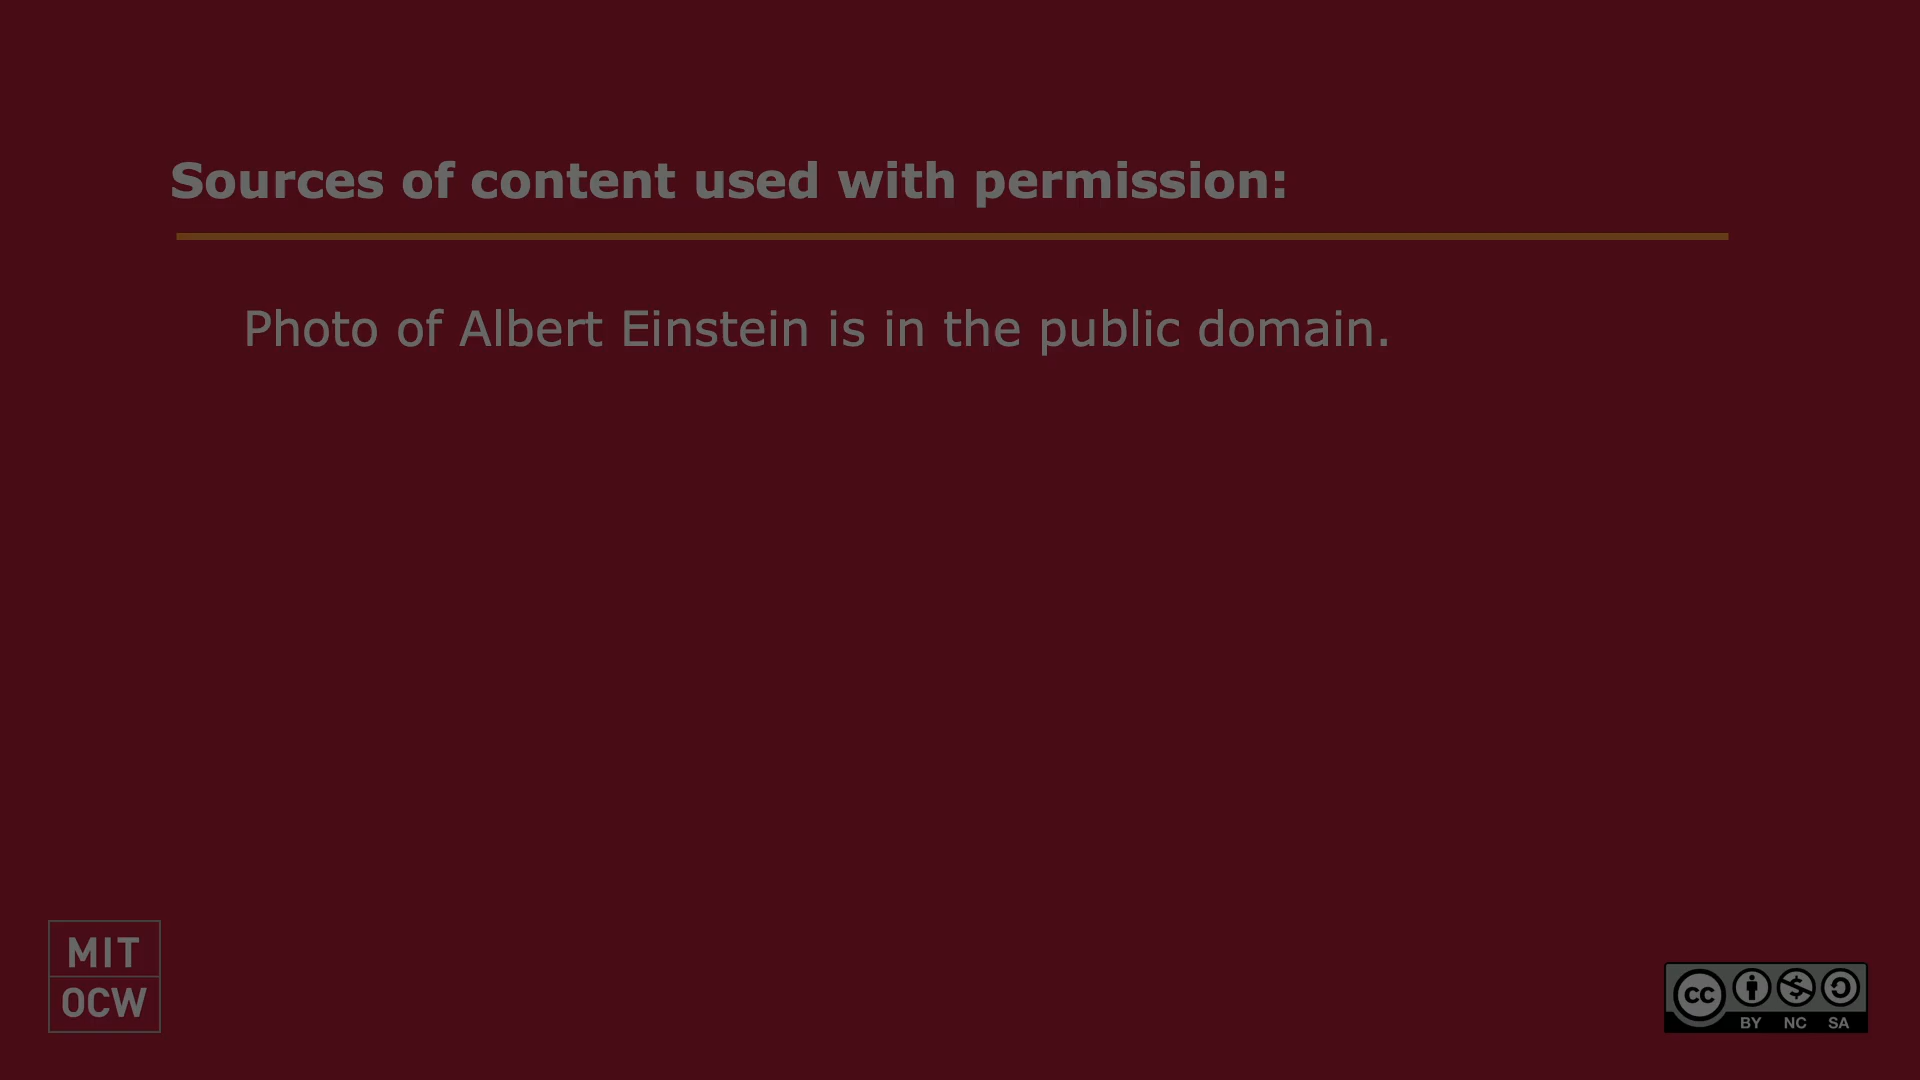 Sources of content used with permission:
Photo of Albert Einstein is in the public domain.
MIT
OCW
cc
BY NC SA